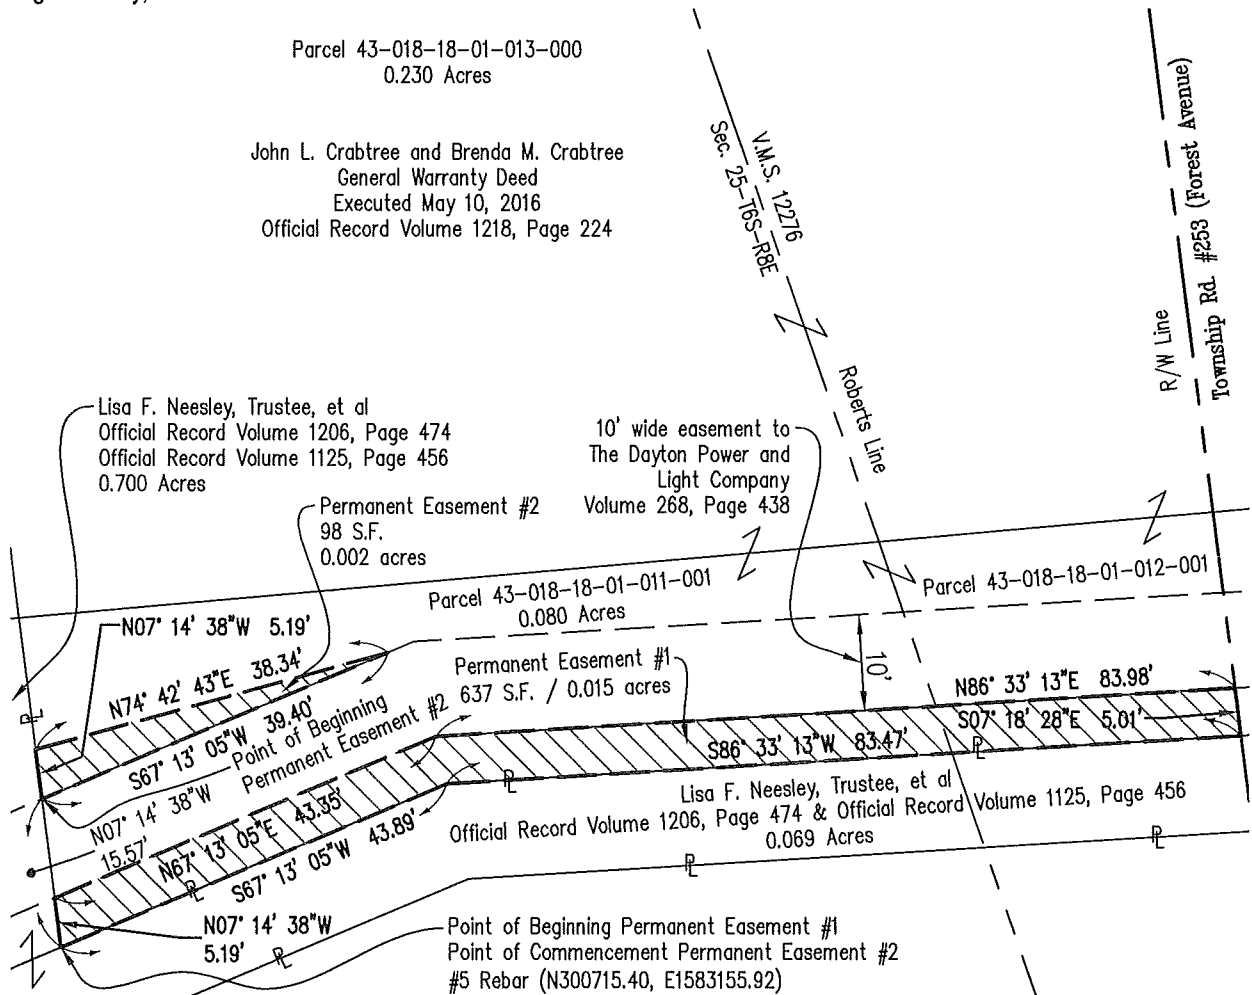 Parcel 43-018-18-01-013-000
0.230 Acres
John L. Crabtree and Brenda M. Crabtree
General Warranty Deed
Executed May 10, 2016
Official Record Volume 1218, Page 224
V.M.S. 12276
Sec. 25-T6S-R8E
Roberts Line
R/W Line
Township Rd. #253 (Forest Avenue)
Lisa F. Neesley, Trustee, et al
Official Record Volume 1206, Page 474
Official Record Volume 1125, Page 456
0.700 Acres
Permanent Easement #2
98 S.F.
0.002 acres
10' wide easement to
The Dayton Power and
Light Company
Volume 268, Page 438
Parcel 43-018-18-01-011-001
0.080 Acres
Parcel 43-018-18-01-012-001
N07° 14' 38"W 5.19'
N74° 42' 43"E 38.34'
S67° 13' 05"W 39.40'
Point of Beginning
Permanent Easement #2
Permanent Easement #1
637 S.F. / 0.015 acres
10'
N86° 33' 13"E 83.98'
S07° 18' 28"E 5.01'
S86° 33' 13"W 83.47'
PL
PL
PL
N07° 14' 38"W
15.57'
N67° 13' 05"E 43.35'
S67° 13' 05"W 43.89'
PL
Lisa F. Neesley, Trustee, et al
Official Record Volume 1206, Page 474 & Official Record Volume 1125, Page 456
0.069 Acres
PL
PL
N07° 14' 38"W
5.19'
PL
Point of Beginning Permanent Easement #1
Point of Commencement Permanent Easement #2
#5 Rebar (N300715.40, E1583155.92)